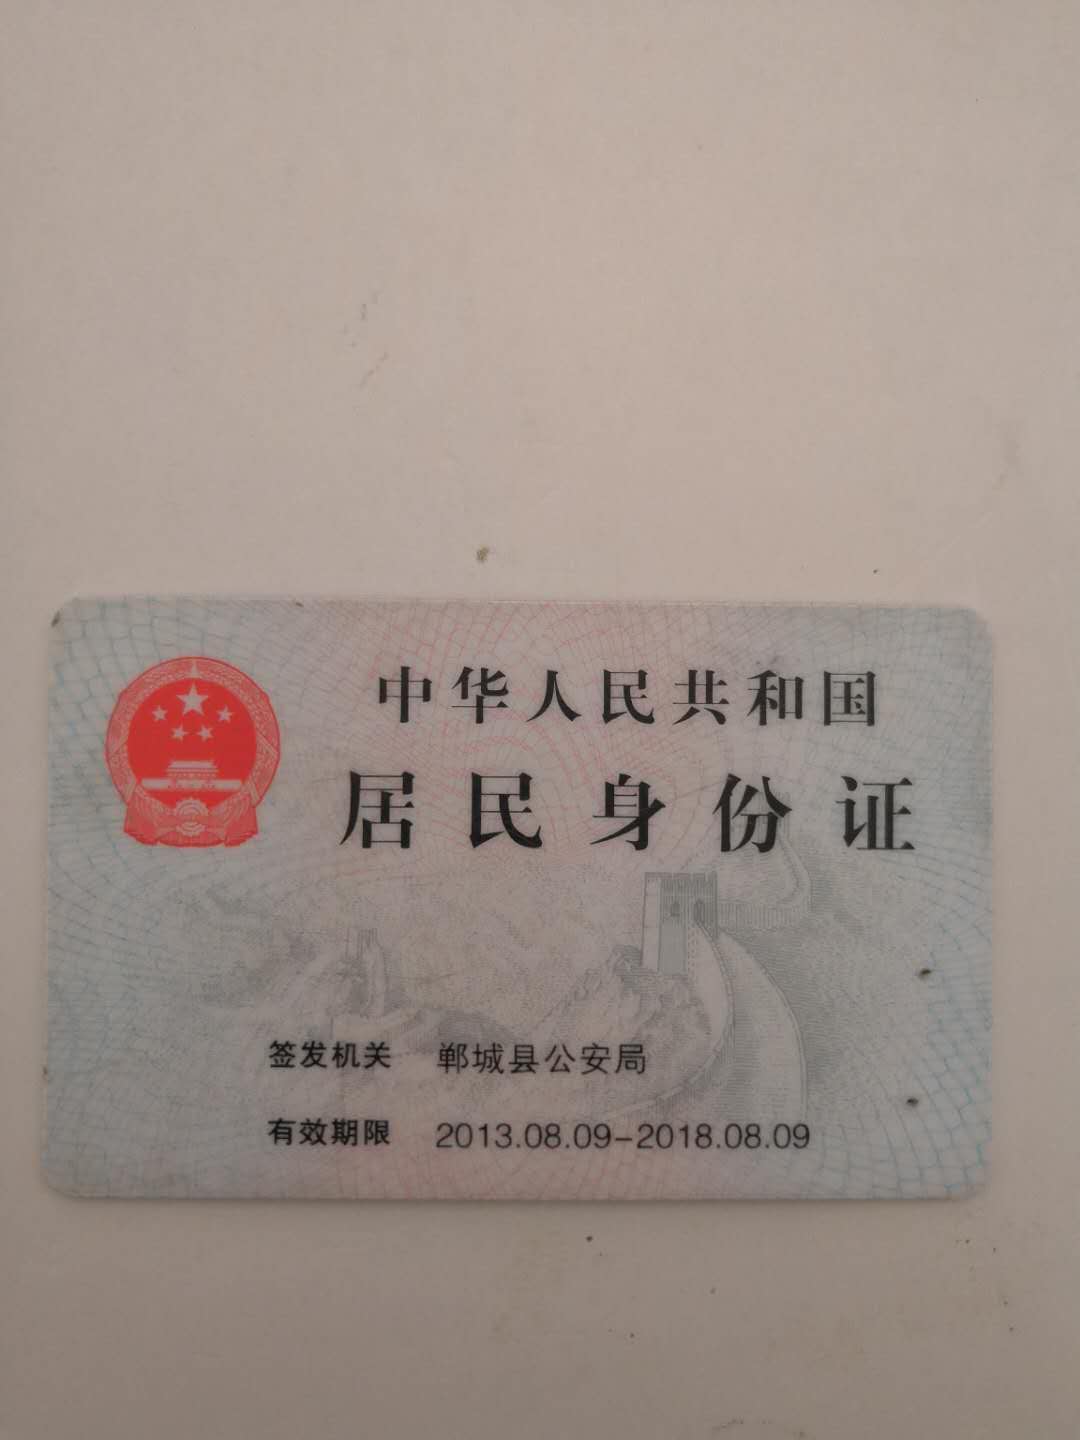 中华人民共和国
居民身份证
签发机关 郸城县公安局
有效期限 2013.08.09-2018.08.09